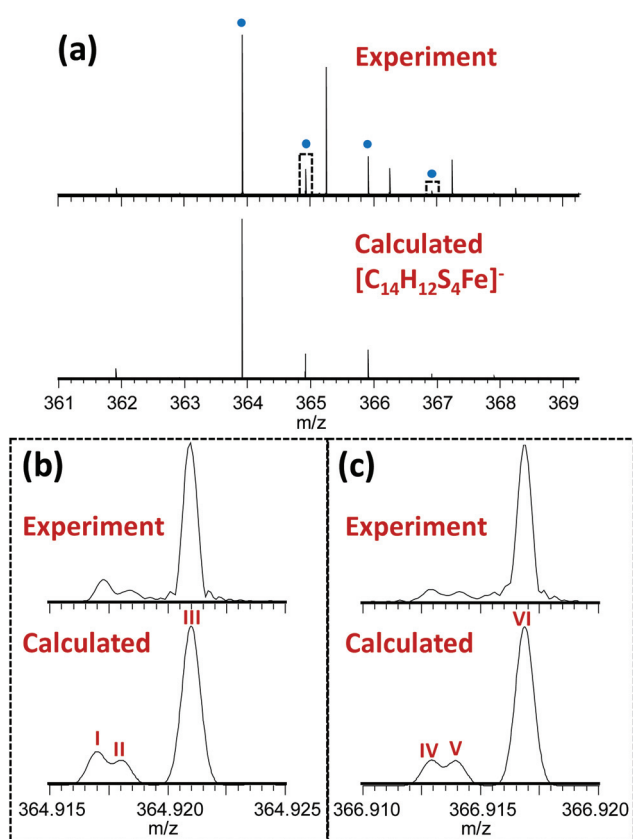 (a)
Experiment
Calculated
[C₁₄H₁₂S₄Fe]⁻
361 362 363 364 365 366 367 368 369
m/z
(b)
Experiment
III
Calculated
I
II
364.915 364.920 364.925
m/z
(c)
Experiment
VI
Calculated
IV
V
366.910 366.915 366.920
m/z